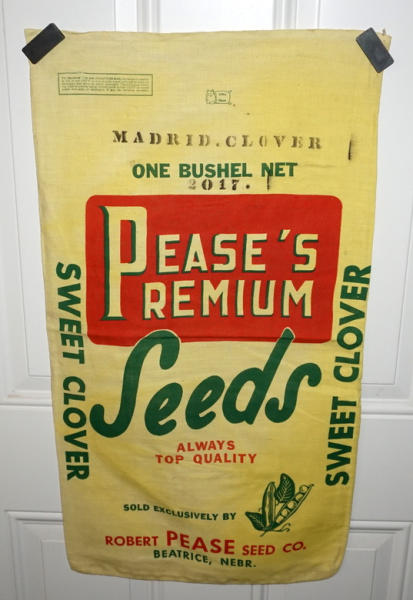 MADRID.CLOVER
ONE BUSHEL NET
2017.
PEASE'S
PREMIUM
Seeds
SWEET CLOVER
SWEET CLOVER
ALWAYS
TOP QUALITY
SOLD EXCLUSIVELY BY
ROBERT PEASE SEED CO.
BEATRICE, NEBR.